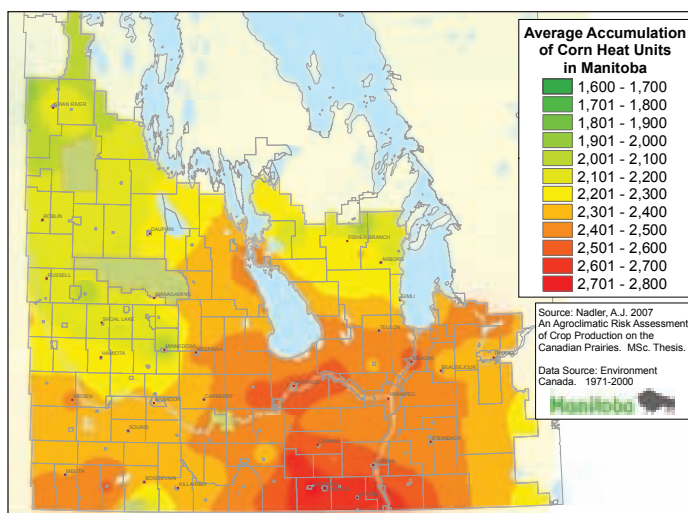 Average Accumulation
of Corn Heat Units
in Manitoba
1,600 - 1,700
1,701 - 1,800
1,801 - 1,900
1,901 - 2,000
2,001 - 2,100
2,101 - 2,200
2,201 - 2,300
2,301 - 2,400
2,401 - 2,500
2,501 - 2,600
2,601 - 2,700
2,701 - 2,800
Source: Nadler, A.J. 2007
An Agroclimatic Risk Assessment
of Crop Production on the
Canadian Prairies. MSc. Thesis.
Data Source: Environment
Canada. 1971-2000
Manitoba
SWAN RIVER
ROBLIN
DAUPHIN
FISHER BRANCH
ARBORG
RUSSELL
WASAGAMING
GIMLI
SHOAL LAKE
TEULON
MINNEDOSA
HAMIOTA
BEAUSEJOUR
VIRDEN
BRANDON
CARBERRY
WINNIPEG
SOURIS
STEINBACH
MELITA
BOISSEVAIN
KILLARNEY